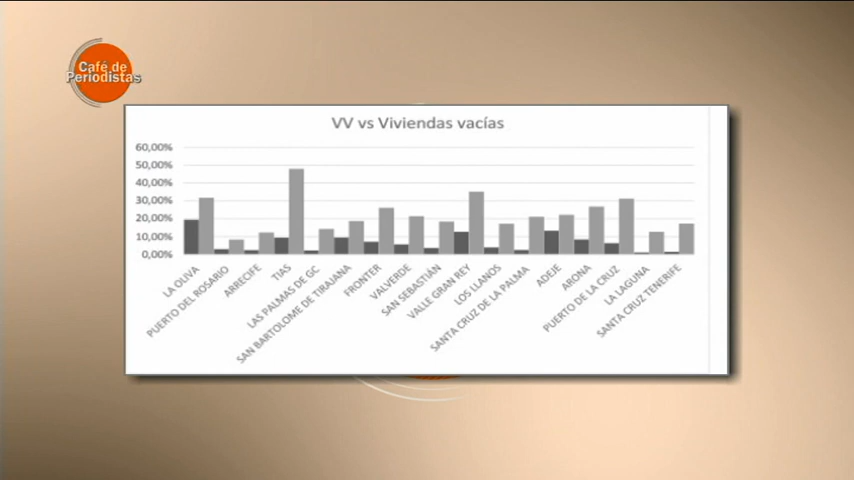 Café de
Periodistas
VV vs Viviendas vacías
60,00%
50,00%
40,00%
30,00%
20,00%
10,00%
0,00%
LA OLIVA
PUERTO DEL ROSARIO
ARRECIFE
TIAS
LAS PALMAS DE GC
SAN BARTOLOME DE TIRAJANA
FRONTER
VALVERDE
SAN SEBASTIÁN
VALLE GRAN REY
LOS LLANOS
SANTA CRUZ DE LA PALMA
ADEJE
ARONA
PUERTO DE LA CRUZ
LA LAGUNA
SANTA CRUZ TENERIFE